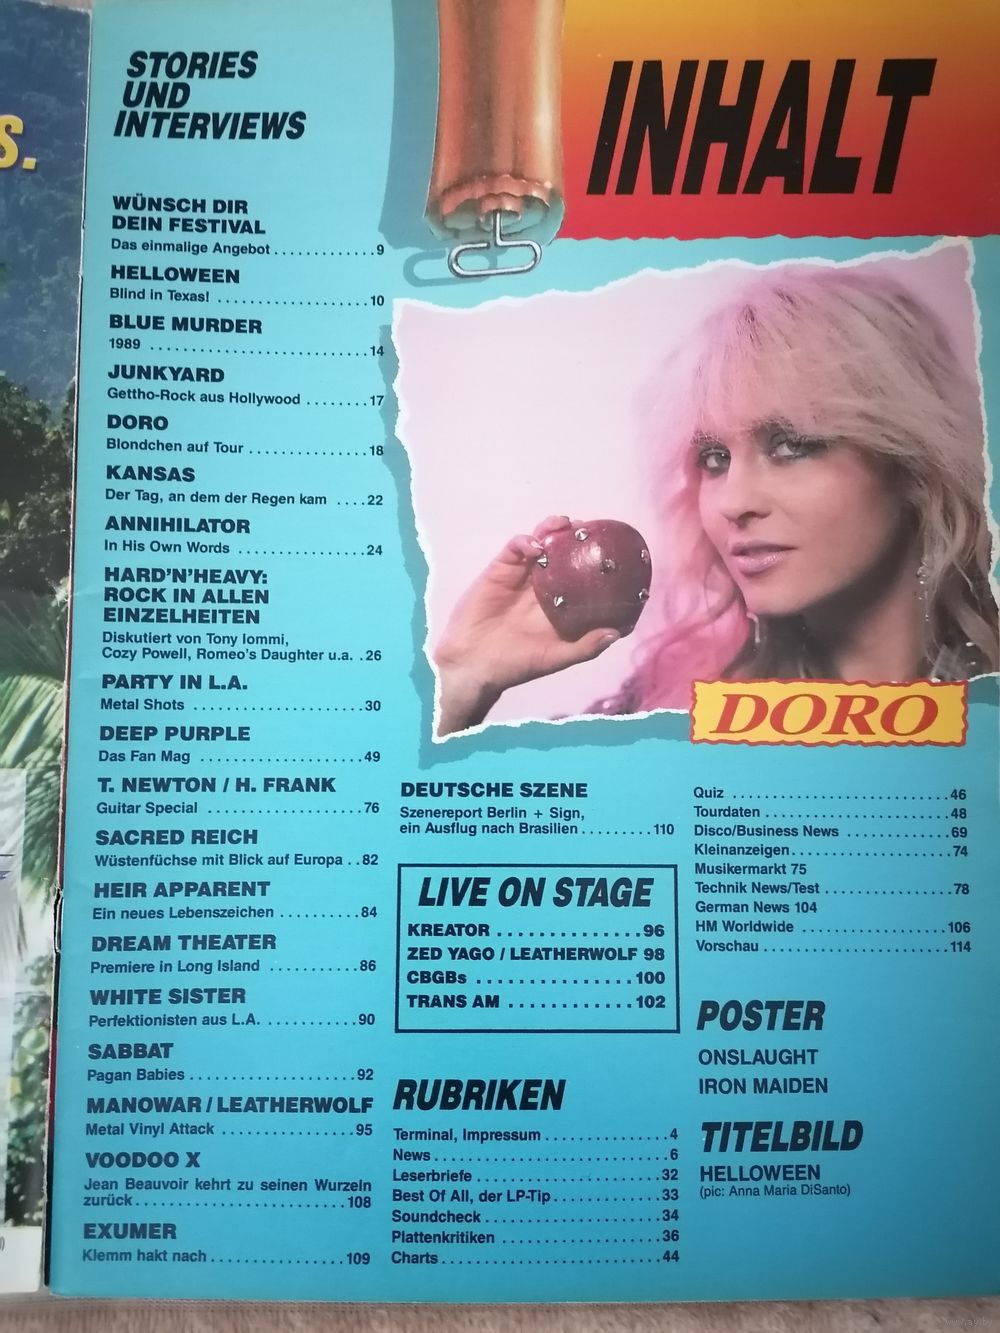 S.
STORIES
UND
INTERVIEWS
WÜNSCH DIR
DEIN FESTIVAL
Das einmalige Angebot . . . . . . . . . . . . 9
HELLOWEEN
Blind in Texas! . . . . . . . . . . . . . . . . . . 10
BLUE MURDER
1989 . . . . . . . . . . . . . . . . . . . . . . . . . . 14
JUNKYARD
Gettho-Rock aus Hollywood . . . . . . . . 17
DORO
Blondchen auf Tour . . . . . . . . . . . . . . . 18
KANSAS
Der Tag, an dem der Regen kam . . . . 22
ANNIHILATOR
In His Own Words . . . . . . . . . . . . . . . . 24
HARD'N'HEAVY:
ROCK IN ALLEN
EINZELHEITEN
Diskutiert von Tony Iommi,
Cozy Powell, Romeo's Daughter u.a. . . 26
PARTY IN L.A.
Metal Shots . . . . . . . . . . . . . . . . . . . . . 30
DEEP PURPLE
Das Fan Mag . . . . . . . . . . . . . . . . . . . . 49
T. NEWTON / H. FRANK
Guitar Special . . . . . . . . . . . . . . . . . . . 76
SACRED REICH
Wüstenfüchse mit Blick auf Europa . . 82
HEIR APPARENT
Ein neues Lebenszeichen . . . . . . . . . . 84
DREAM THEATER
Premiere in Long Island . . . . . . . . . . . 86
WHITE SISTER
Perfektionisten aus L.A. . . . . . . . . . . . 90
SABBAT
Pagan Babies . . . . . . . . . . . . . . . . . . . . 92
MANOWAR / LEATHERWOLF
Metal Vinyl Attack . . . . . . . . . . . . . . . . 95
VOODOO X
Jean Beauvoir kehrt zu seinen Wurzeln
zurück . . . . . . . . . . . . . . . . . . . . . . . . . 108
EXUMER
Klemm hakt nach . . . . . . . . . . . . . . . . 109
INHALT
DORO
DEUTSCHE SZENE
Szenereport Berlin + Sign,
ein Ausflug nach Brasilien . . . . . . . . . 110
LIVE ON STAGE
KREATOR . . . . . . . . . . . . . . 96
ZED YAGO / LEATHERWOLF 98
CBGBs . . . . . . . . . . . . . . . 100
TRANS AM . . . . . . . . . . . . 102
RUBRIKEN
Terminal, Impressum . . . . . . . . . . . . . . 4
News . . . . . . . . . . . . . . . . . . . . . . . . . . . 6
Leserbriefe . . . . . . . . . . . . . . . . . . . . . . 32
Best Of All, der LP-Tip . . . . . . . . . . . . . 33
Soundcheck . . . . . . . . . . . . . . . . . . . . . 34
Plattenkritiken . . . . . . . . . . . . . . . . . . . 36
Charts . . . . . . . . . . . . . . . . . . . . . . . . . . 44
Quiz . . . . . . . . . . . . . . . . . . . . . . . . . . . 46
Tourdaten . . . . . . . . . . . . . . . . . . . . . . . 48
Disco/Business News . . . . . . . . . . . . . 69
Kleinanzeigen . . . . . . . . . . . . . . . . . . . 74
Musikermarkt 75
Technik News/Test . . . . . . . . . . . . . . . . 78
German News 104
HM Worldwide . . . . . . . . . . . . . . . . . . 106
Vorschau . . . . . . . . . . . . . . . . . . . . . . . 114
POSTER
ONSLAUGHT
IRON MAIDEN
TITELBILD
HELLOWEEN
(pic: Anna Maria DiSanto)